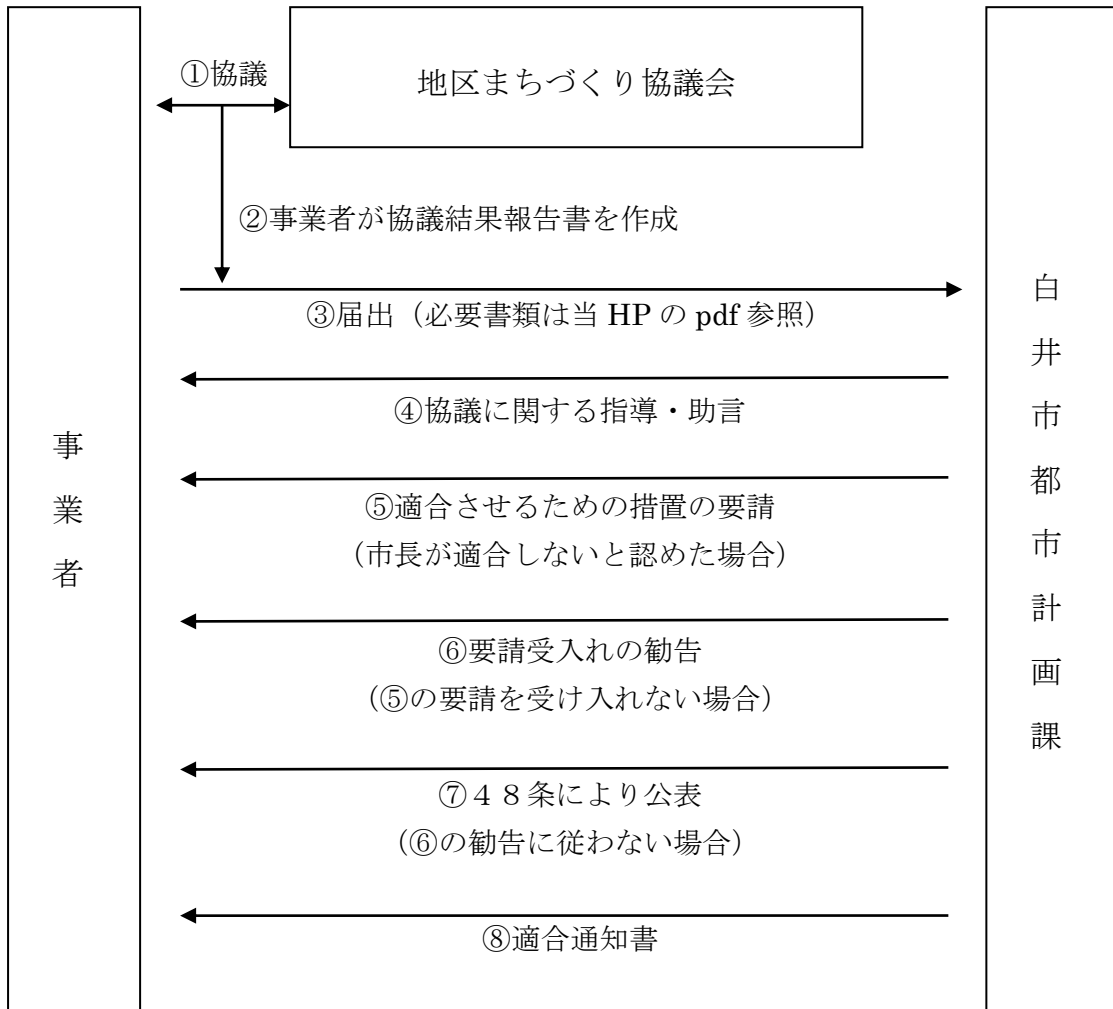 ①協議
地区まちづくり協議会
②事業者が協議結果報告書を作成
③届出（必要書類は当 HP の pdf 参照）
④協議に関する指導・助言
⑤適合させるための措置の要請
（市長が適合しないと認めた場合）
⑥要請受入れの勧告
（⑤の要請を受け入れない場合）
⑦４８条により公表
（⑥の勧告に従わない場合）
⑧適合通知書
事業者
白井市都市計画課